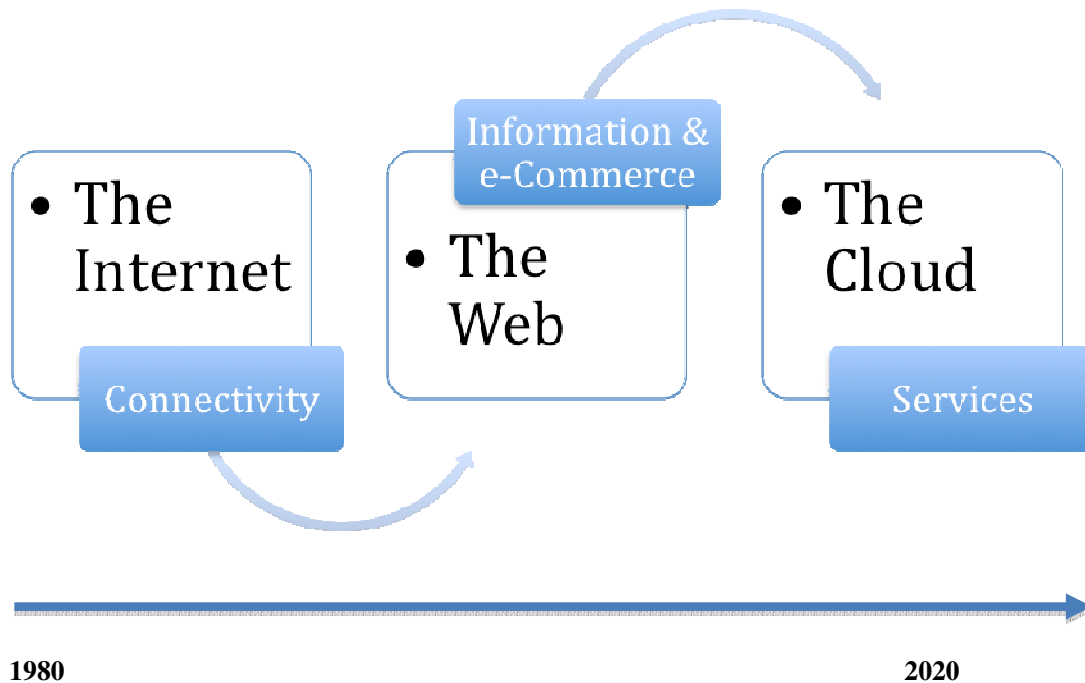 • The
Internet
Connectivity
Information &
e-Commerce
• The
Web
• The
Cloud
Services
1980
2020